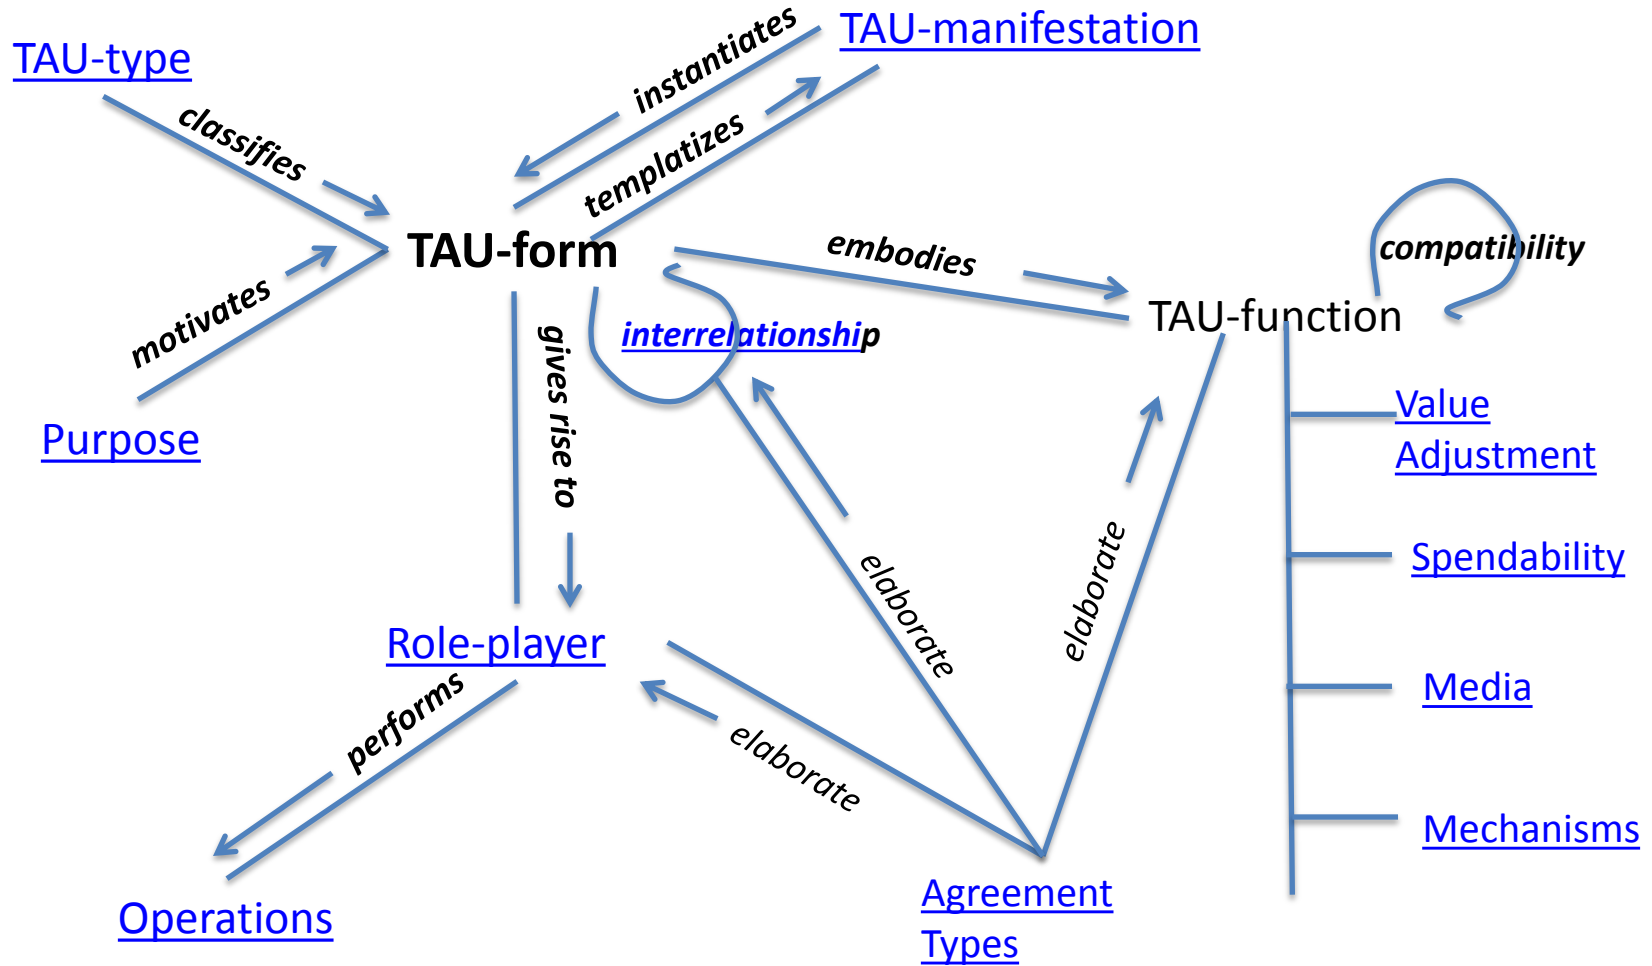 TAU-manifestation
TAU-type
instantiates
classifies
templatizes
TAU-form
embodies
compatibility
motivates
TAU-function
interrelationship
gives rise to
Purpose
Value
Adjustment
Spendability
elaborate
elaborate
Role-player
Media
performs
elaborate
Mechanisms
Operations
Agreement
Types